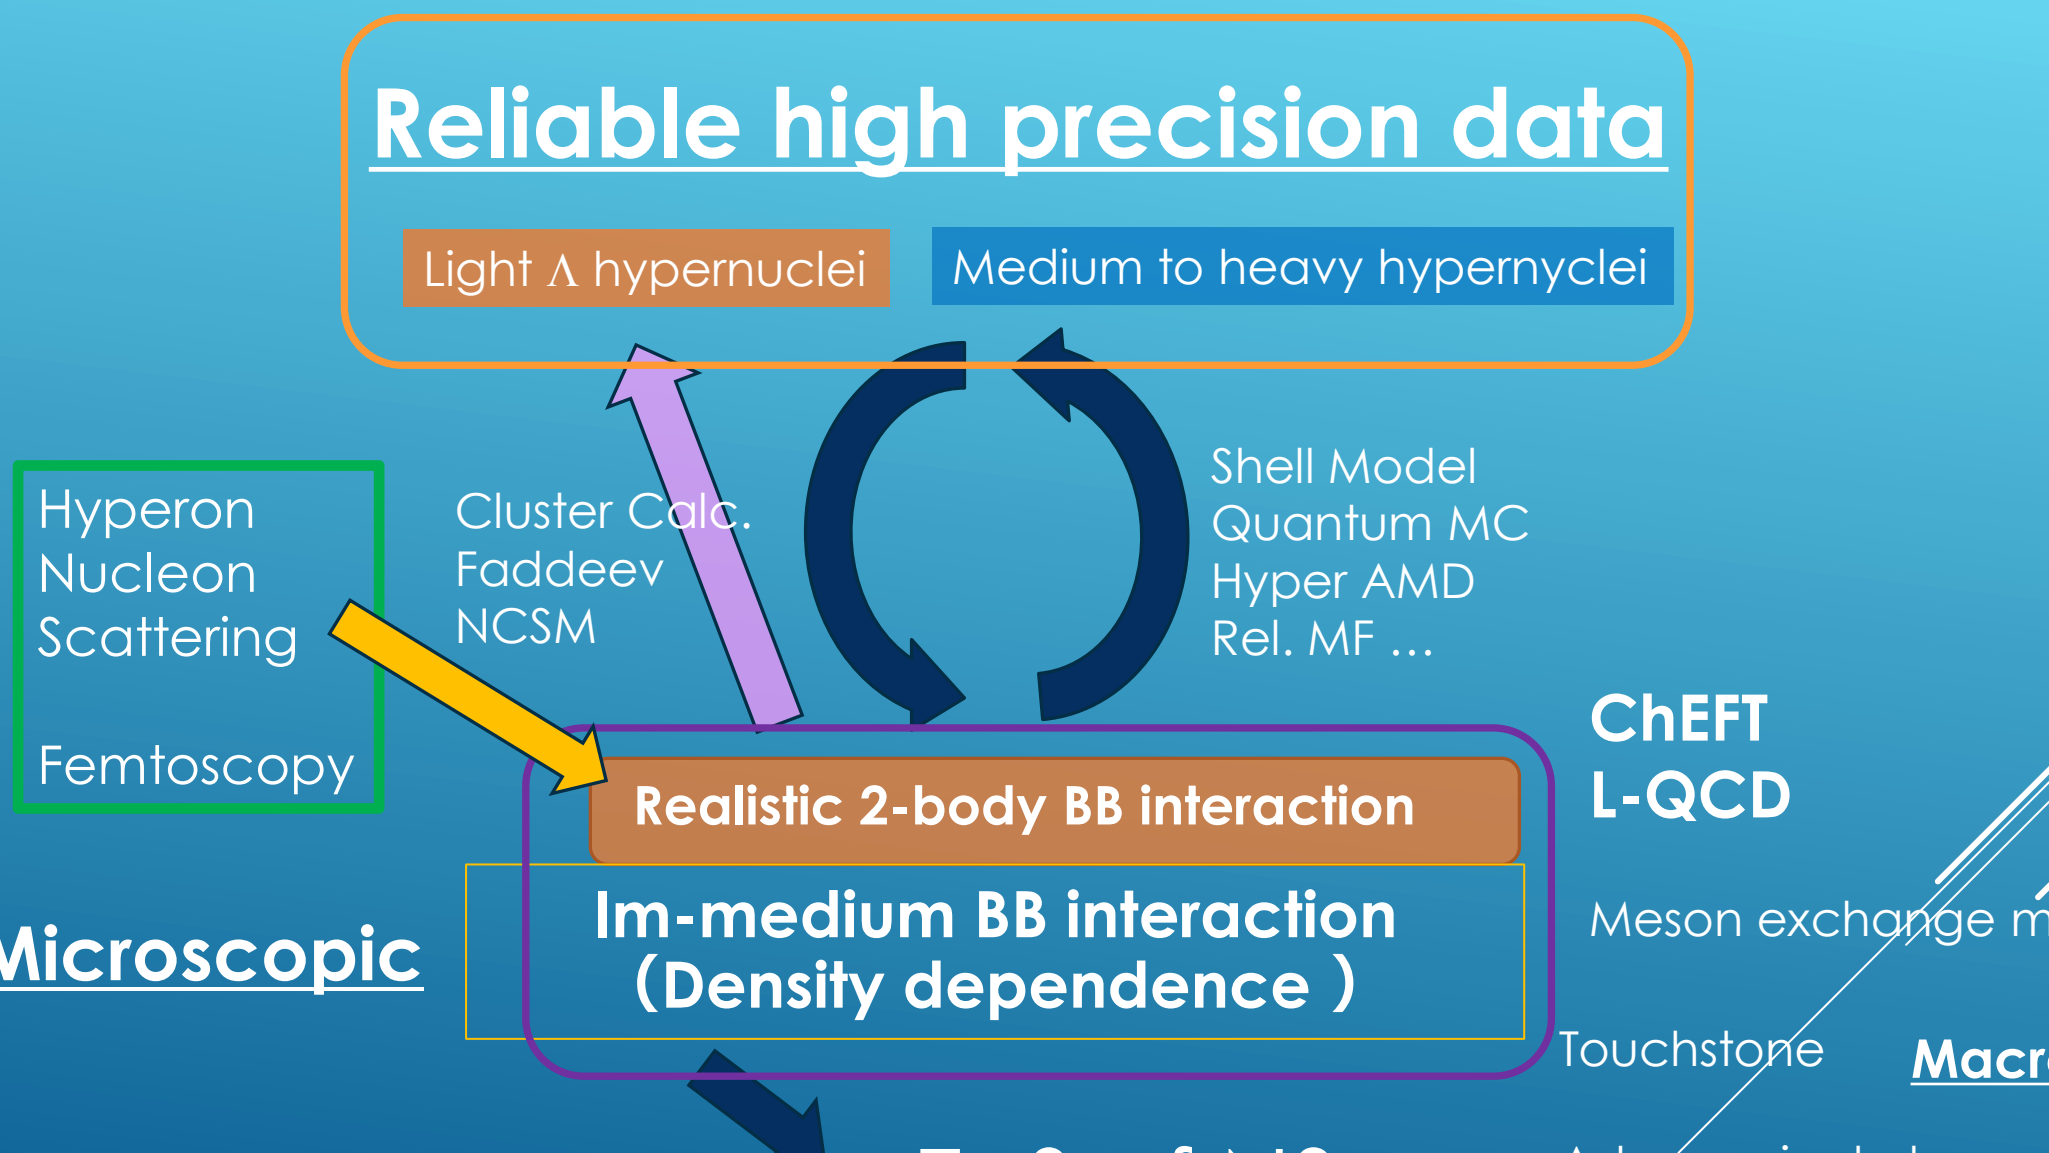 Reliable high precision data
Light Λ hypernuclei
Medium to heavy hypernyclei
Hyperon
Nucleon
Scattering
Femtoscopy
Cluster Calc.
Faddeev
NCSM
Shell Model
Quantum MC
Hyper AMD
Rel. MF …
ChEFT
L-QCD
Realistic 2-body BB interaction
Im-medium BB interaction
(Density dependence )
Meson exchange
Microscopic
Touchstone